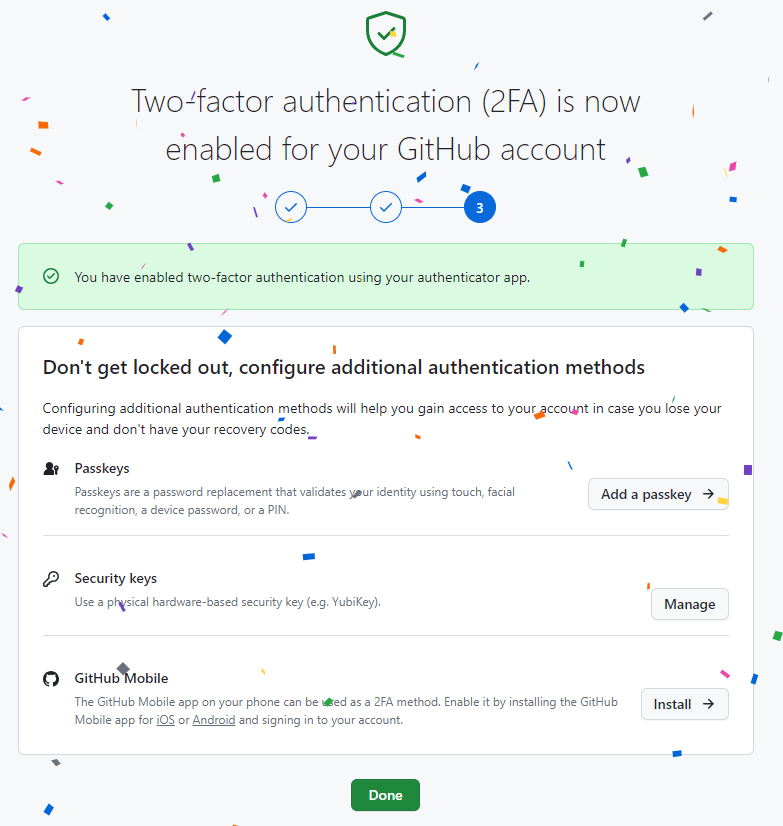 Two-factor authentication (2FA) is now
enabled for your GitHub account
3
You have enabled two-factor authentication using your authenticator app.
Don't get locked out, configure additional authentication methods
Configuring additional authentication methods will help you gain access to your account in case you lose your
device and don't have your recovery codes.
Passkeys
Passkeys are a password replacement that validates your identity using touch, facial
recognition, a device password, or a PIN.
Add a passkey
Security keys
Use a physical hardware-based security key (e.g. YubiKey).
Manage
GitHub Mobile
The GitHub Mobile app on your phone can be used as a 2FA method. Enable it by installing the GitHub
Mobile app for iOS or Android and signing in to your account.
Install
Done